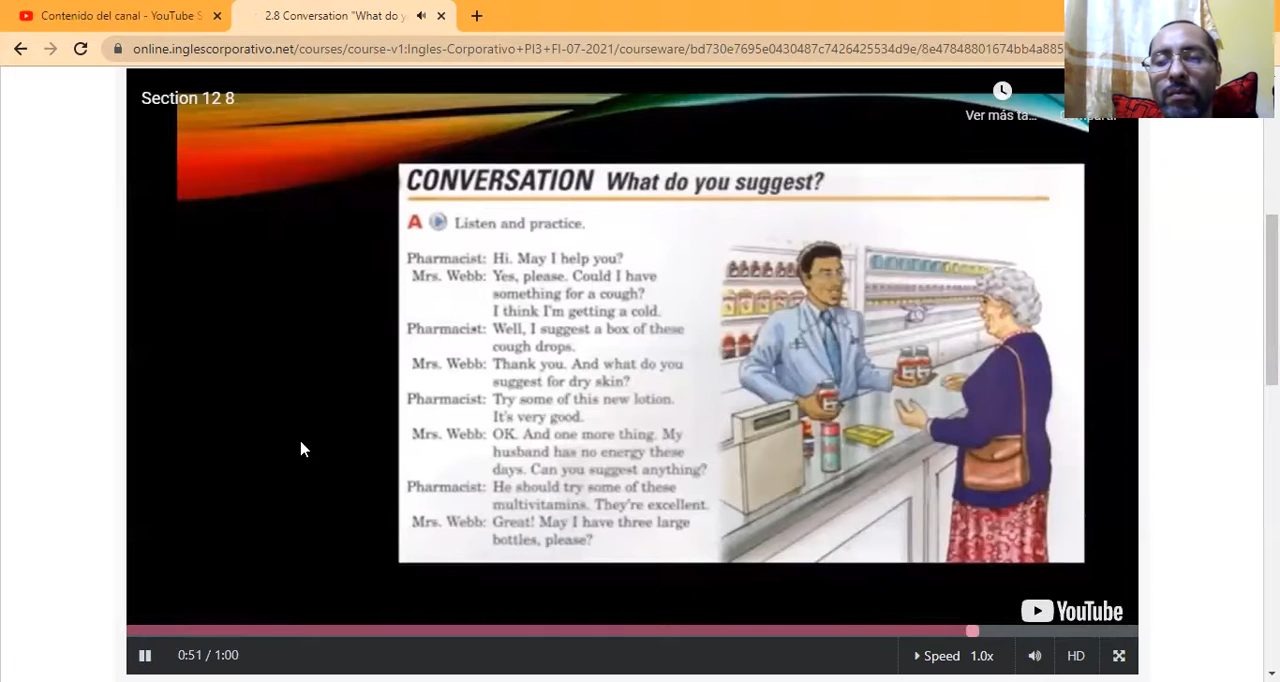 Contenido del canal - YouTube S
2.8 Conversation "What do y
online.inglescorporativo.net/courses/course-v1:Ingles-Corporativo+PI3+FI-07-2021/courseware/bd730e7695e0430487c7426425534d9e/8e47848801674bb4a885
Section 12 8
Ver más ta...
CONVERSATION What do you suggest?
A Listen and practice.
Pharmacist: Hi. May I help you?
Mrs. Webb: Yes, please. Could I have
something for a cough?
I think I'm getting a cold.
Pharmacist: Well, I suggest a box of these
cough drops.
Mrs. Webb: Thank you. And what do you
suggest for dry skin?
Pharmacist: Try some of this new lotion.
It's very good.
Mrs. Webb: OK. And one more thing. My
husband has no energy these
days. Can you suggest anything?
Pharmacist: He should try some of these
multivitamins. They're excellent.
Mrs. Webb: Great! May I have three large
bottles, please?
YouTube
0:51 / 1:00
Speed 1.0x
HD